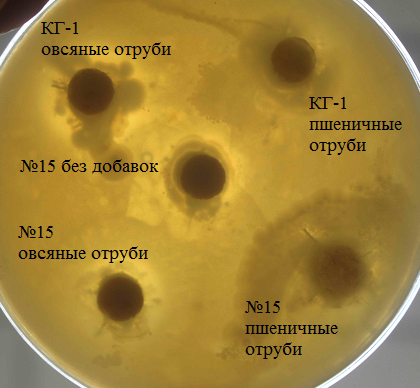 КГ-1
овсяные отруби
КГ-1
пшеничные
отруби
№15 без добавок
№15
овсяные отруби
№15
пшеничные
отруби